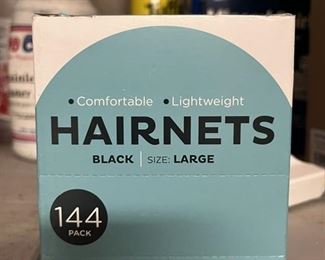 • Comfortable • Lightweight
HAIRNETS
BLACK | SIZE: LARGE
144
PACK